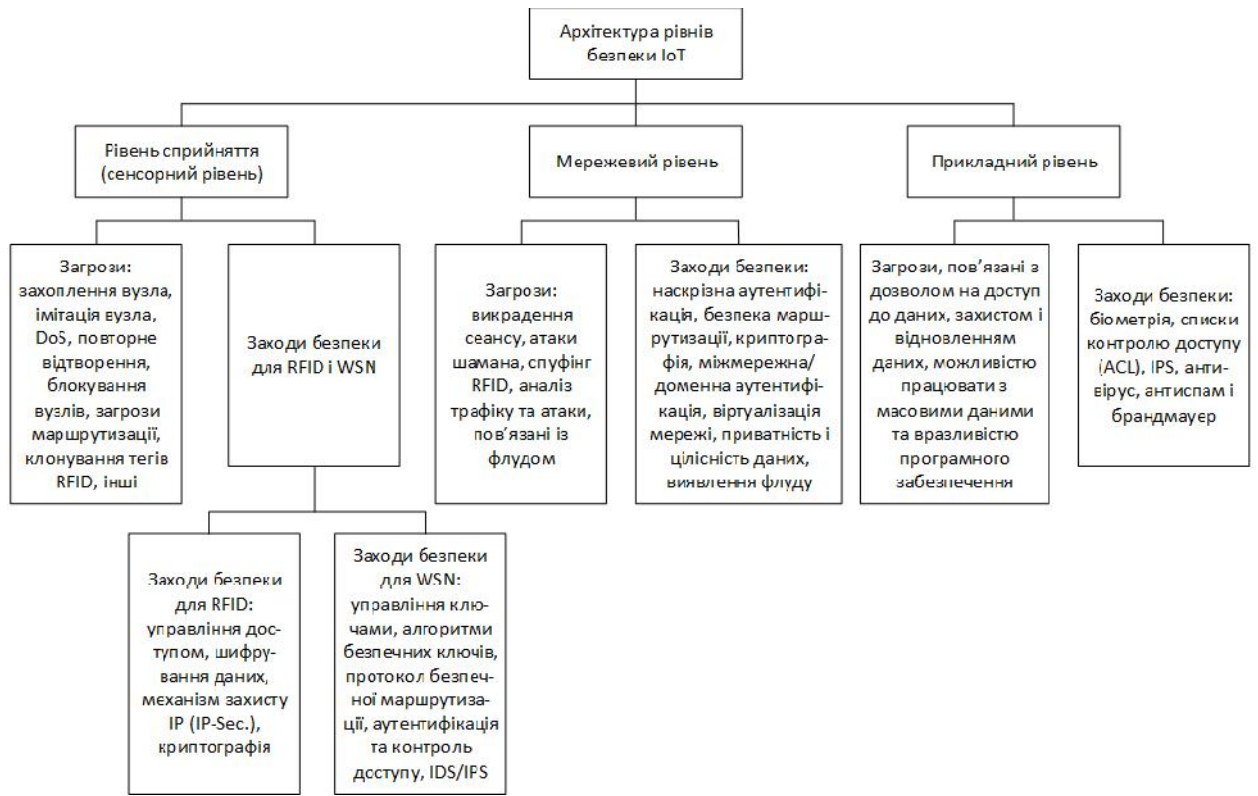 Архітектура рівнів
безпеки IoT
Рівень сприйняття
(сенсорний рівень)
Мережевий рівень
Прикладний рівень
Загрози:
захоплення вузла,
імітація вузла,
DoS, повторне
відтворення,
блокування
вузлів, загрози
маршрутизації,
клонування тегів
RFID, інші
Заходи безпеки
для RFID і WSN
Загрози:
викрадення
сеансу, атаки
шамана, спуфінг
RFID, аналіз
трафіку та атаки,
пов’язані із
флудом
Заходи безпеки:
наскрізна аутентифі-
кація, безпека марш-
рутизації, криптогра-
фія, міжмережна/
доменна аутентифі-
кація, віртуалізація
мережі, приватність і
цілісність даних,
виявлення флуду
Загрози, пов’язані з
дозволом на доступ
до даних, захистом і
відновленням
даних, можливістю
працювати з
масовими даними
та вразливістю
програмного
забезпечення
Заходи безпеки:
біометрія, списки
контролю доступу
(ACL), IPS, анти-
вірус, антиспам і
брандмауер
Заходи безпеки
для RFID:
управління дос-
тупом, шифру-
вання даних,
механізм захисту
IP (IP-Sec.),
криптографія
Заходи безпеки
для WSN:
управління клю-
чами, алгоритми
безпечних ключів,
протокол безпеч-
ної маршрутиза-
ції, аутентифікація
та контроль
доступу, IDS/IPS